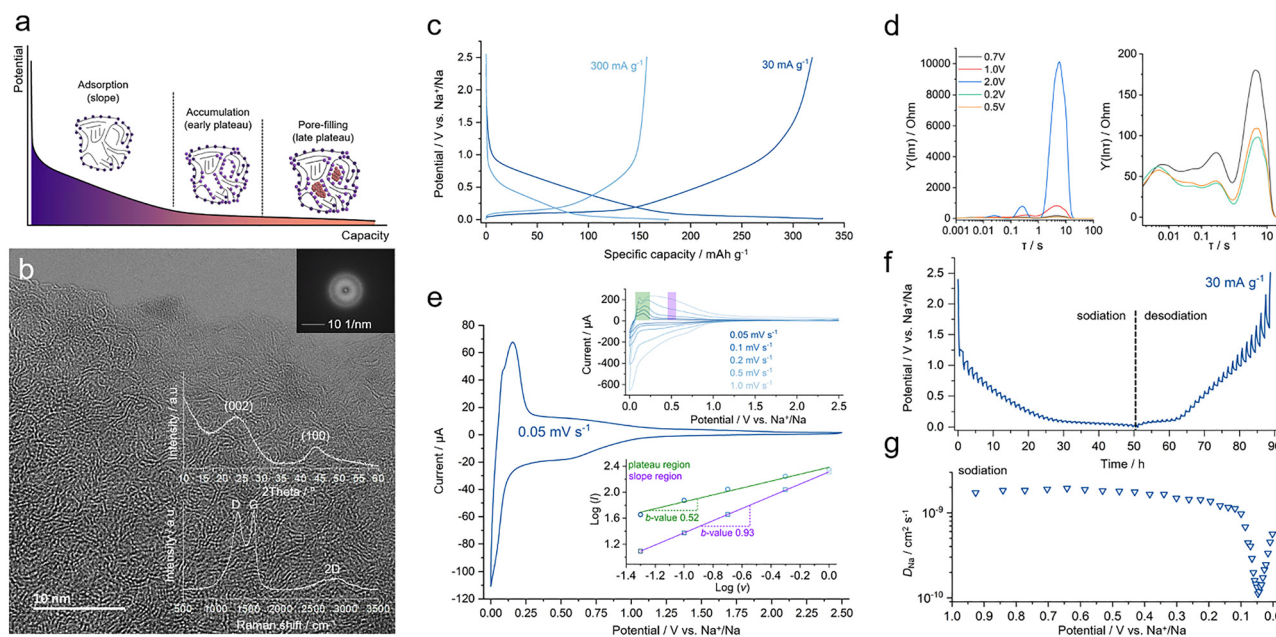 a
Potential
Adsorption
(slope)
Accumulation
(early plateau)
Pore-filling
(late plateau)
Capacity
b
10 1/nm
Intensity / a.u.
(002)
(100)
10 20 25 30 35 40 45 50 55 60
2Theta / °
Intensity / a.u.
D
2D
500 1000 1500 2000 2500 3000 3500
Raman shift / cm
10 nm
c
Potential / V vs. Na⁺/Na
2.5
2.0
1.5
1.0
0.5
0.0
300 mA g⁻¹
30 mA g⁻¹
0 50 100 150 200 250 300 350
Specific capacity / mAh g⁻¹
d
ϒ(lnτ) / Ohm
10000
8000
6000
4000
2000
0
0.7V
1.0V
2.0V
0.2V
0.5V
0.001 0.01 0.1 1 10 100
τ / s
ϒ(lnτ) / Ohm
200
150
100
50
0
0.01 0.1 1 10
τ / s
e
Current / µA
80
60
40
20
0
-20
-40
-60
-80
-100
-120
0.05 mV s⁻¹
0.00 0.25 0.50 0.75 1.00 1.25 1.50 1.75 2.00 2.25 2.50
Potential / V vs. Na⁺/Na
Current / µA
200
0
-200
-400
-600
0.05 mV s⁻¹
0.1 mV s⁻¹
0.2 mV s⁻¹
0.5 mV s⁻¹
1.0 mV s⁻¹
0.0 0.5 1.0 1.5 2.0 2.5
Potential / V vs. Na⁺/Na
Log (I)
2.4
2.0
1.6
1.2
plateau region
slope region
b-value 0.52
b-value 0.93
-1.4 -1.2 -1.0 -0.8 -0.6 -0.4 -0.2 0.0
Log (v)
f
Potential / V vs. Na⁺/Na
2.5
2.0
1.5
1.0
0.5
0.0
30 mA g⁻¹
sodiation
desodiation
0 10 20 30 40 50 60 70 80 90
Time / h
g
sodiation
D_Na / cm² s⁻¹
10⁻⁹
10⁻¹⁰
1.0 0.9 0.8 0.7 0.6 0.5 0.4 0.3 0.2 0.1 0.0
Potential / V vs. Na⁺/Na